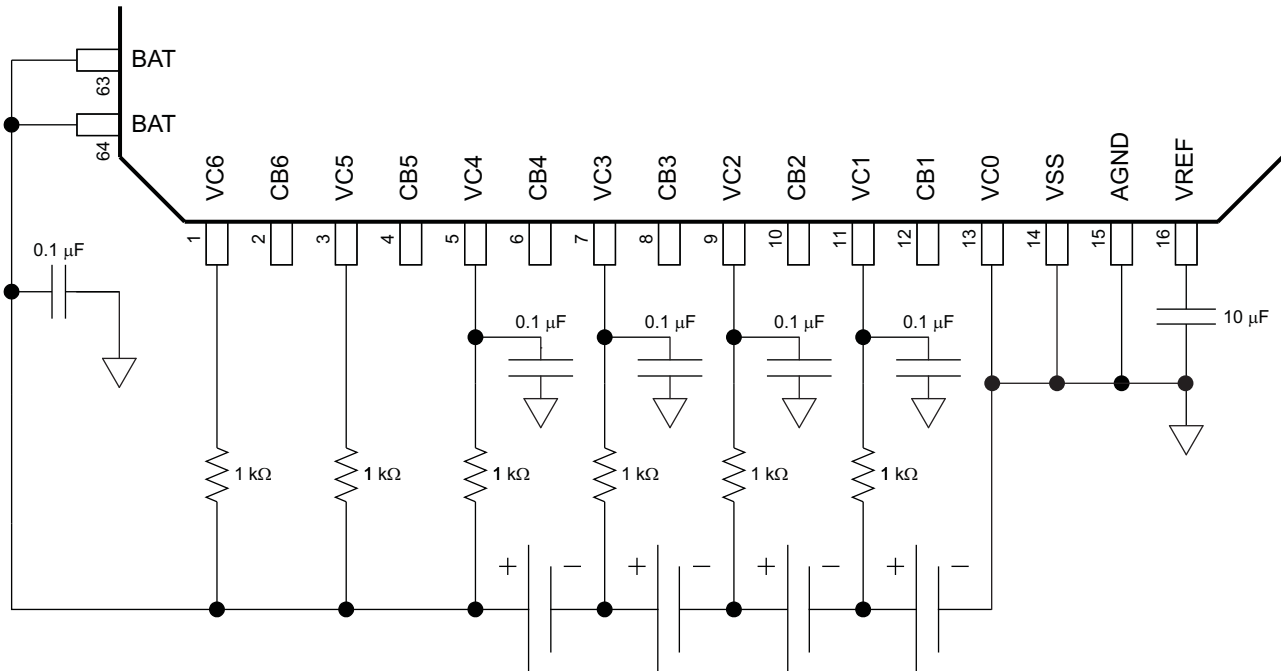 BAT
63
BAT
64
VC6
CB6
VC5
CB5
VC4
CB4
VC3
CB3
VC2
CB2
VC1
CB1
VC0
VSS
AGND
VREF
1
2
3
4
5
6
7
8
9
10
11
12
13
14
15
16
0.1 μF
0.1 μF
0.1 μF
0.1 μF
0.1 μF
10 μF
1 kΩ
1 kΩ
1 kΩ
1 kΩ
1 kΩ
1 kΩ
+ −
+ −
+ −
+ −